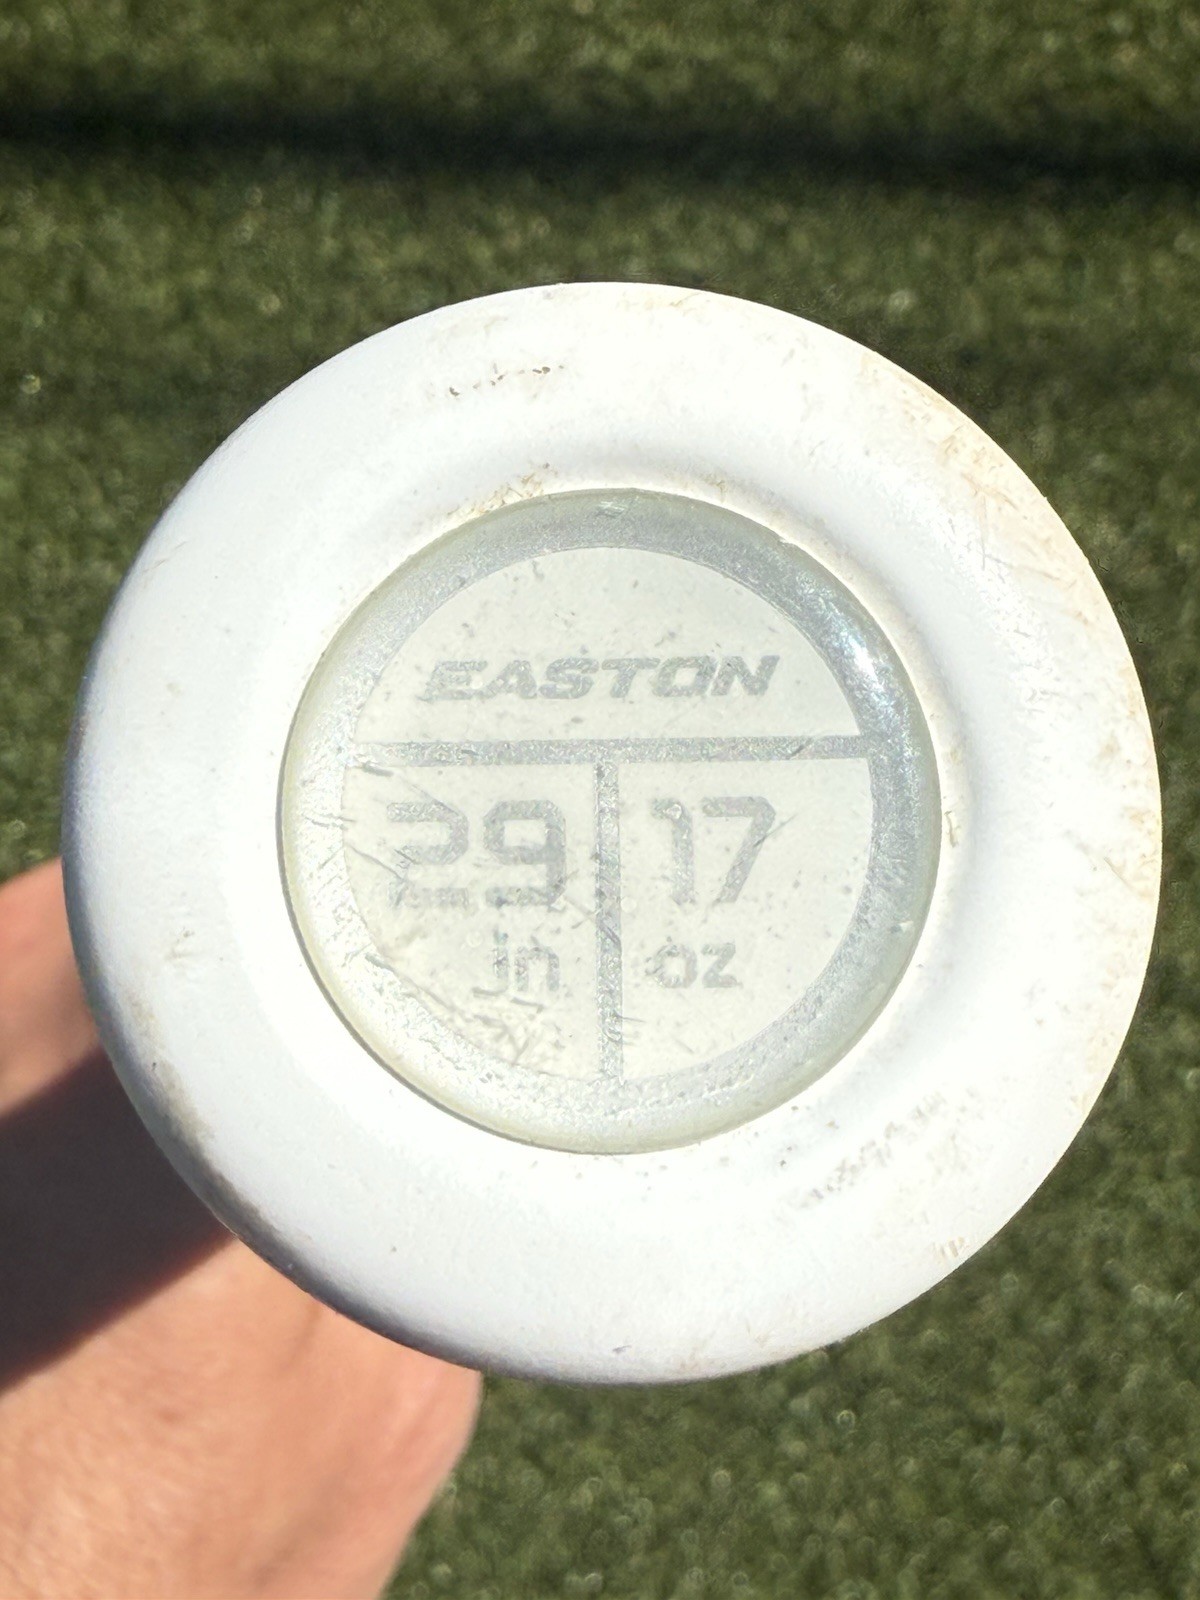 EASTON
29 17
in oz